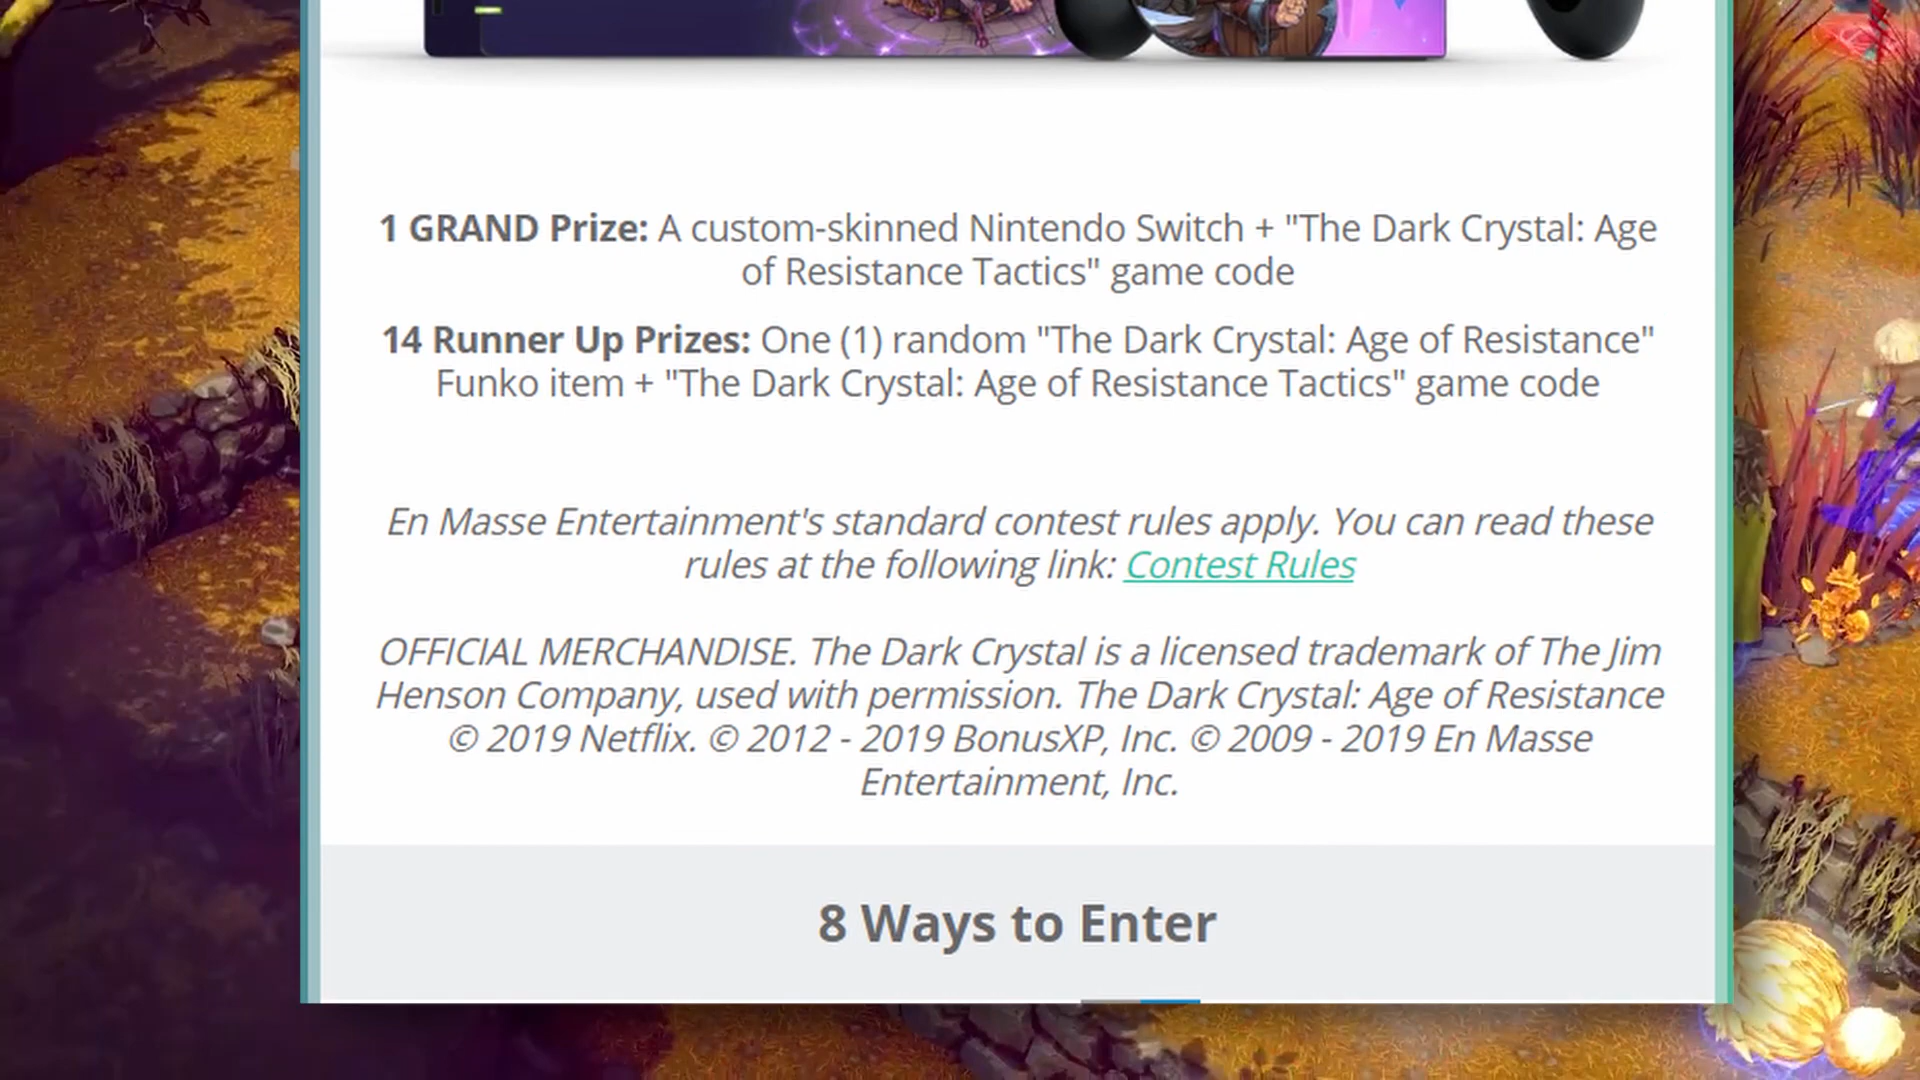 1 GRAND Prize: A custom-skinned Nintendo Switch + "The Dark Crystal: Age
of Resistance Tactics" game code
14 Runner Up Prizes: One (1) random "The Dark Crystal: Age of Resistance"
Funko item + "The Dark Crystal: Age of Resistance Tactics" game code
En Masse Entertainment's standard contest rules apply. You can read these
rules at the following link: Contest Rules
OFFICIAL MERCHANDISE. The Dark Crystal is a licensed trademark of The Jim
Henson Company, used with permission. The Dark Crystal: Age of Resistance
© 2019 Netflix. © 2012 - 2019 BonusXP, Inc. © 2009 - 2019 En Masse
Entertainment, Inc.
8 Ways to Enter